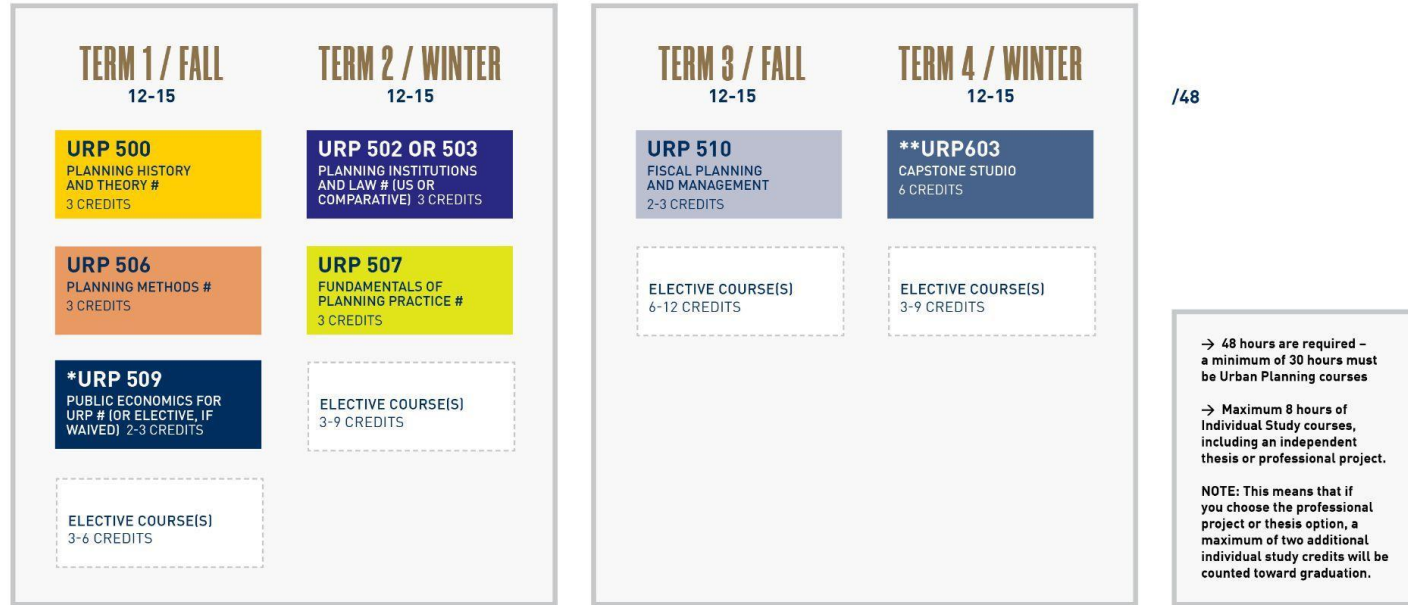 TERM 1 / FALL
12-15
URP 500
PLANNING HISTORY
AND THEORY #
3 CREDITS
URP 506
PLANNING METHODS #
3 CREDITS
*URP 509
PUBLIC ECONOMICS FOR
URP # (OR ELECTIVE, IF
WAIVED) 2-3 CREDITS
ELECTIVE COURSE(S)
3-6 CREDITS
TERM 2 / WINTER
12-15
URP 502 OR 503
PLANNING INSTITUTIONS
AND LAW # (US OR
COMPARATIVE) 3 CREDITS
URP 507
FUNDAMENTALS OF
PLANNING PRACTICE #
3 CREDITS
ELECTIVE COURSE(S)
3-9 CREDITS
TERM 3 / FALL
12-15
URP 510
FISCAL PLANNING
AND MANAGEMENT
2-3 CREDITS
ELECTIVE COURSE(S)
6-12 CREDITS
TERM 4 / WINTER
12-15
**URP603
CAPSTONE STUDIO
6 CREDITS
ELECTIVE COURSE(S)
3-9 CREDITS
/48
→ 48 hours are required –
a minimum of 30 hours must
be Urban Planning courses
→ Maximum 8 hours of
Individual Study courses,
including an independent
thesis or professional project.
NOTE: This means that if
you choose the professional
project or thesis option, a
maximum of two additional
individual study credits will be
counted toward graduation.